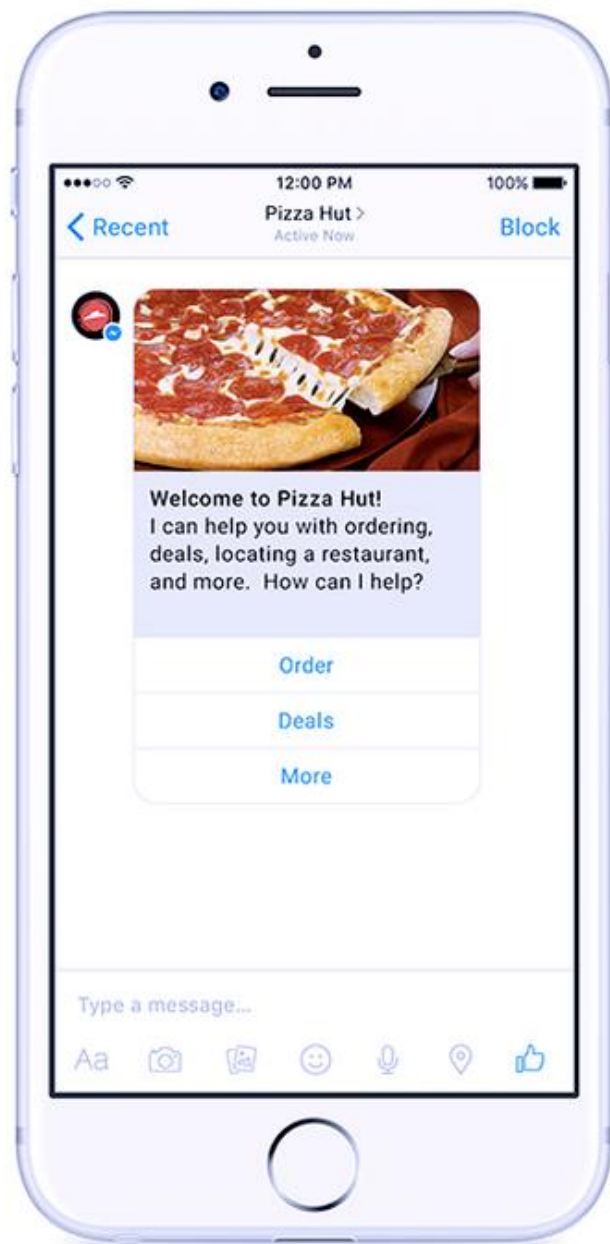 12:00 PM 100%
Recent Pizza Hut Block
Active Now
Welcome to Pizza Hut!
I can help you with ordering,
deals, locating a restaurant,
and more.  How can I help?
Order
Deals
More
Type a message...
Aa